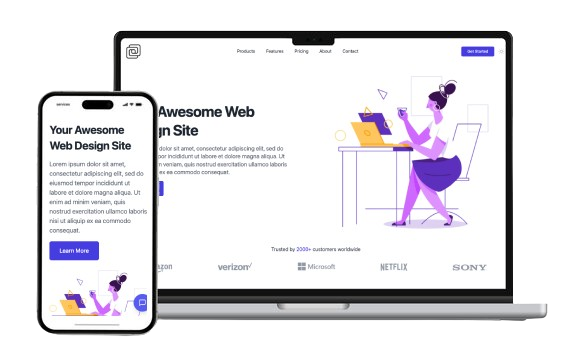 Products Features Pricing About Contact
Get Started
Awesome Web
gn Site
dolor sit amet, consectetur adipiscing elit, sed do
por incididunt ut labore et dolore magna aliqua. Ut
n veniam, quis nostrud exercitation ullamco laboris
ex ea commodo consequat.
Trusted by 2000+ customers worldwide
azon verizon Microsoft NETFLIX SONY
Your Awesome
Web Design Site
Lorem ipsum dolor sit amet,
consectetur adipiscing elit, sed do
eiusmod tempor incididunt ut
labore et dolore magna aliqua. Ut
enim ad minim veniam, quis
nostrud exercitation ullamco laboris
nisi ut aliquip ex ea commodo
consequat.
Learn More